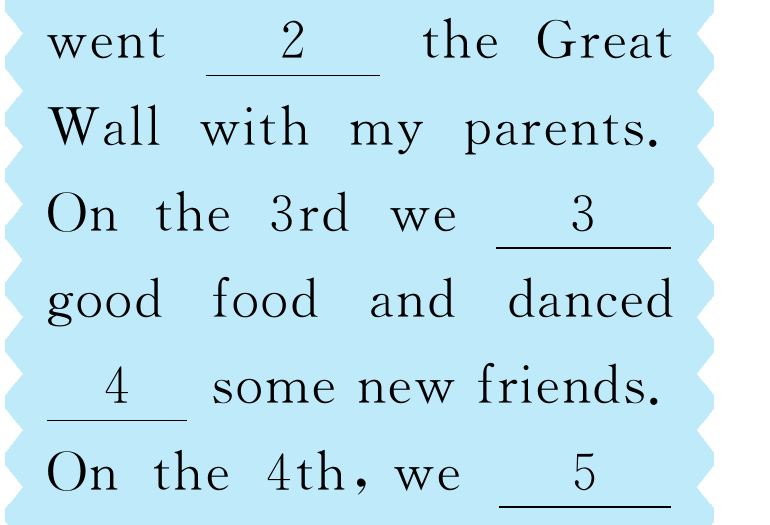 went 2 the Great
Wall with my parents.
On the 3rd we 3
good food and danced
4 some new friends.
On the 4th, we 5